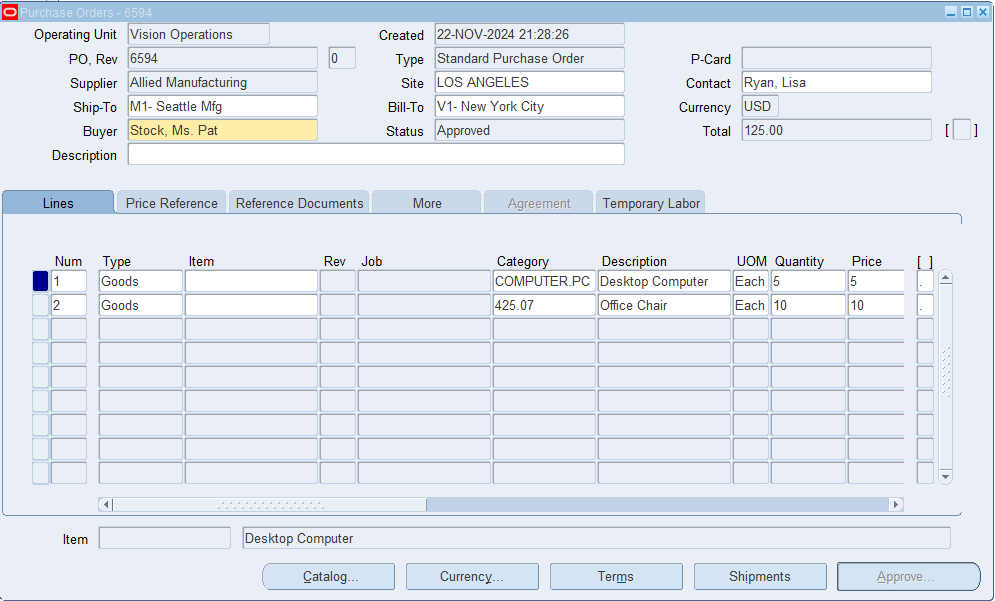 Purchase Orders - 6594
Operating Unit Vision Operations Created 22-NOV-2024 21:28:26
PO, Rev 6594 0 Type Standard Purchase Order P-Card
Supplier Allied Manufacturing Site LOS ANGELES Contact Ryan, Lisa
Ship-To M1- Seattle Mfg Bill-To V1- New York City Currency USD
Buyer Stock, Ms. Pat Status Approved Total 125.00 [ ]
Description
Lines Price Reference Reference Documents More Agreement Temporary Labor
Num Type Item Rev Job Category Description UOM Quantity Price [ ]
1 Goods COMPUTER.PC Desktop Computer Each 5 5 .
2 Goods 425.07 Office Chair Each 10 10 .
Item Desktop Computer
Catalog... Currency... Terms Shipments Approve...